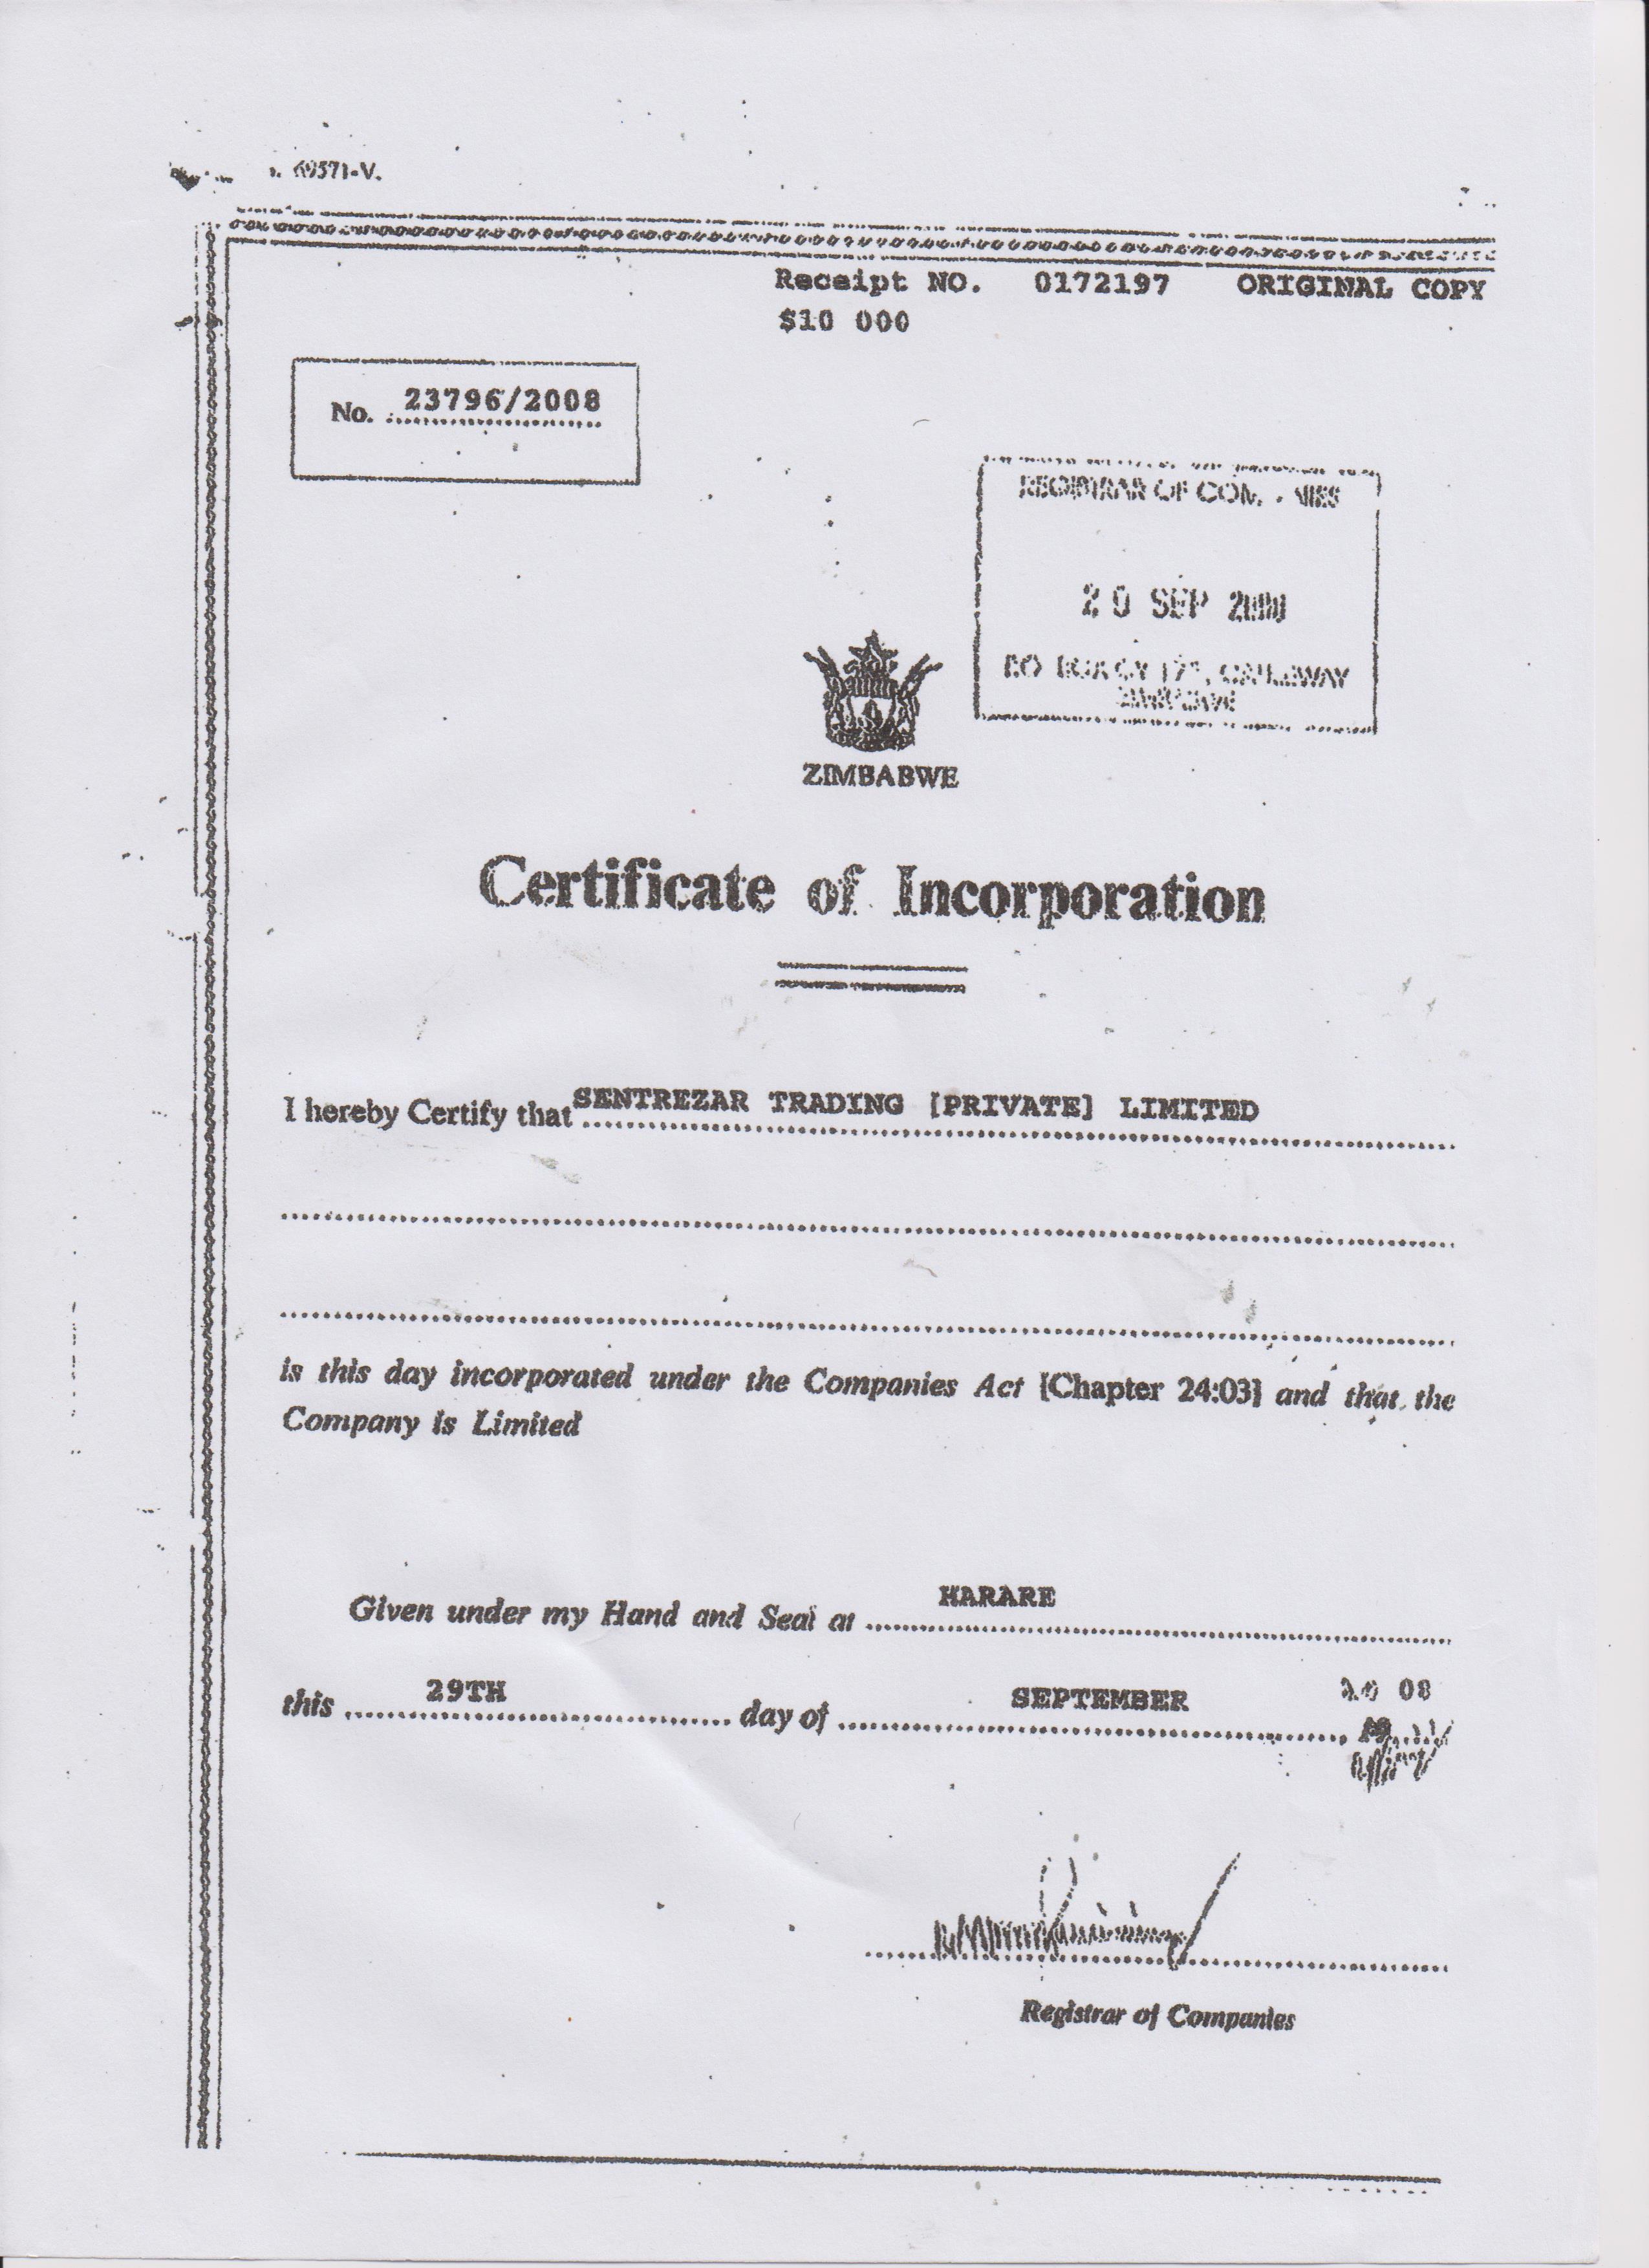 69571-V.
Receipt NO. 0172197 ORIGINAL COPY
$10 000
No. 23796/2008
REGISTRAR OF
SEP
ZIMBABWE
Certificate of Incorporation
I hereby Certify that SENTREZAR TRADING [PRIVATE] LIMITED
is this day incorporated under the Companies Act [Chapter 24:03] and that the
Company is Limited
Given under my Hand and Seal at HARARE
this 29TH day of SEPTEMBER 08
Registrar of Companies